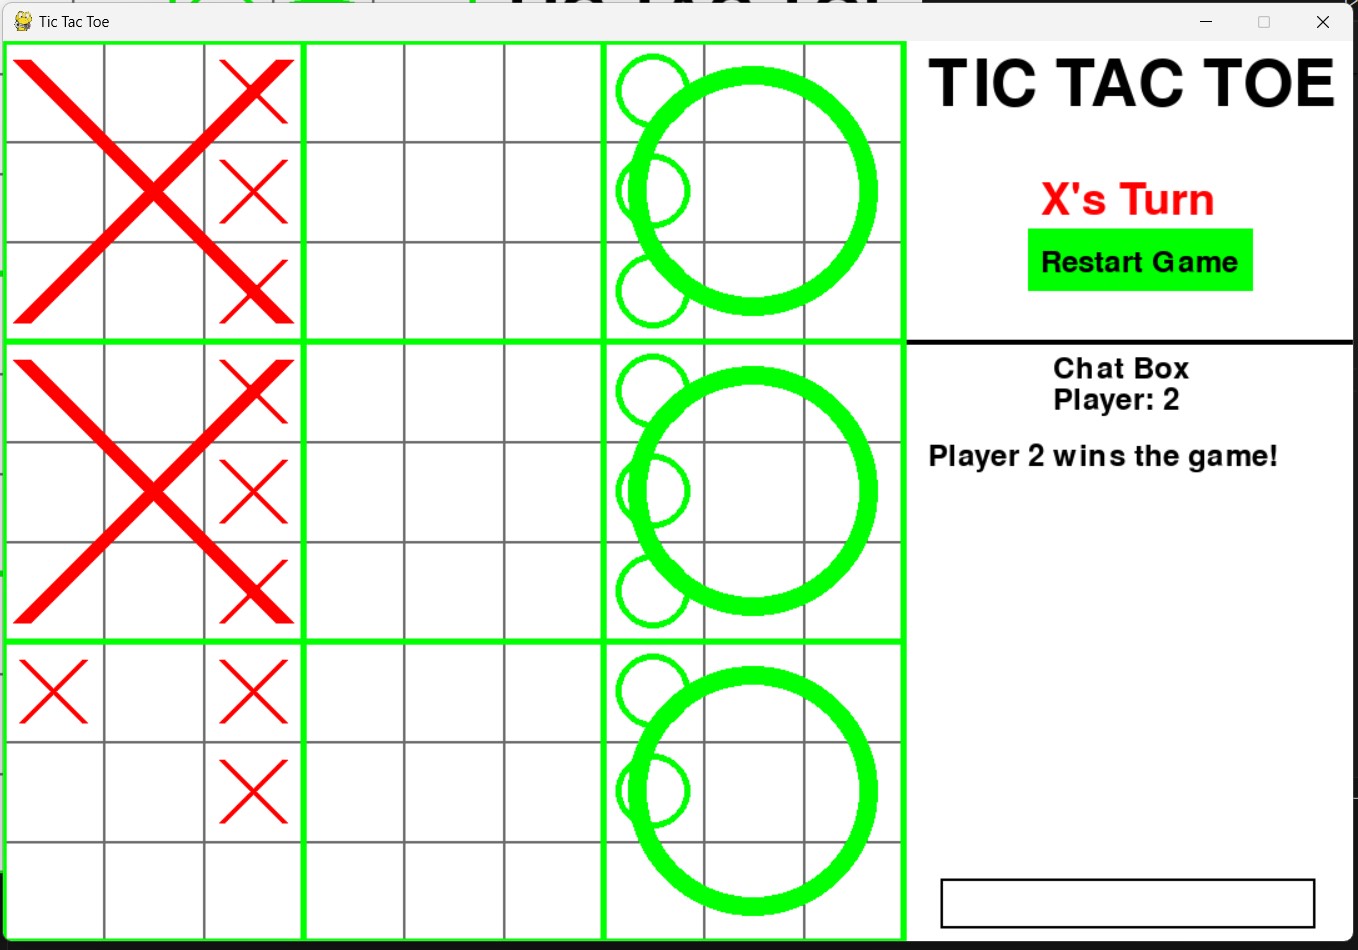 Tic Tac Toe
TIC TAC TOE
X's Turn
Restart Game
Chat Box
Player: 2
Player 2 wins the game!